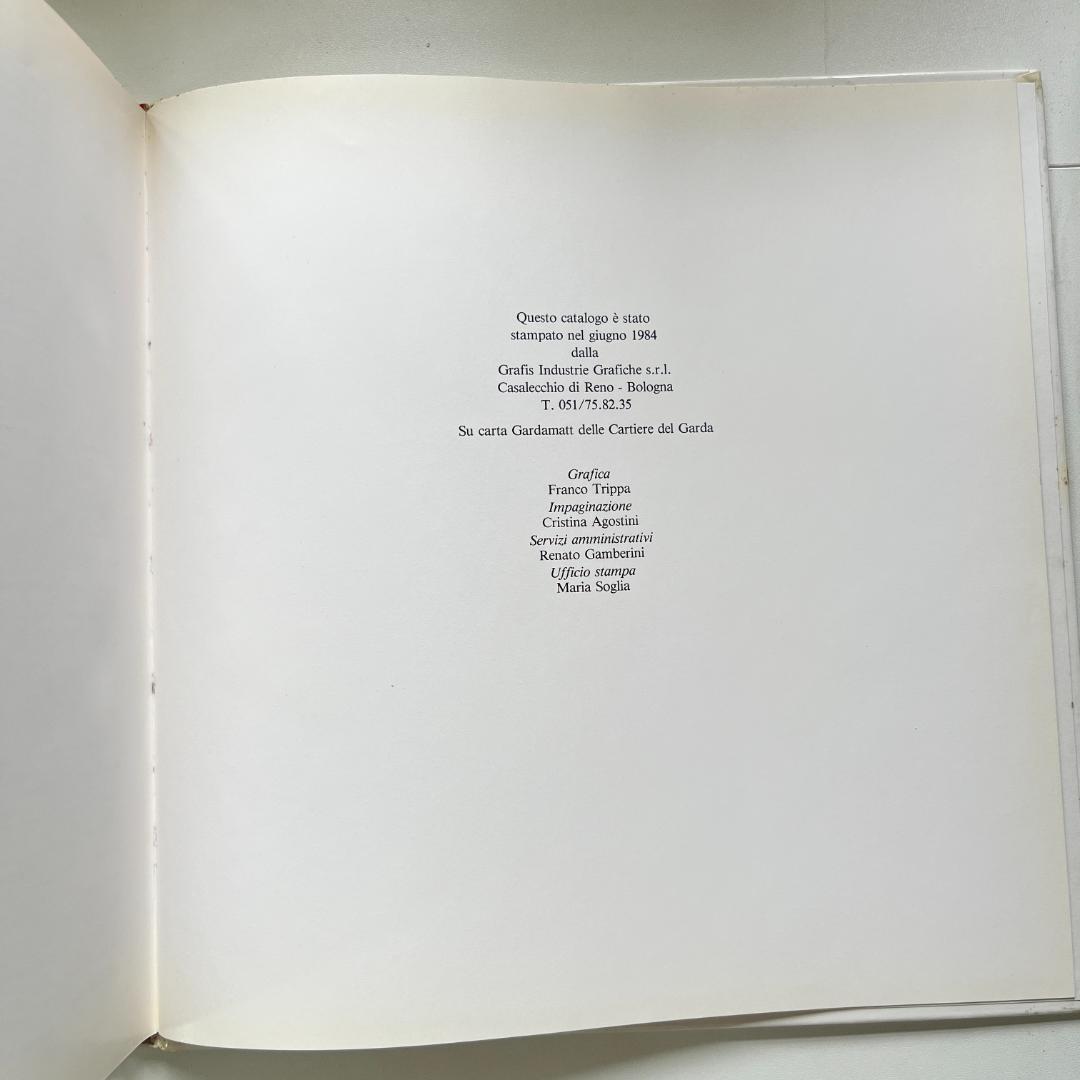 Questo catalogo è stato
stampato nel giugno 1984
dalla
Grafis Industrie Grafiche s.r.l.
Casalecchio di Reno - Bologna
T. 051/75.82.35
Su carta Gardamatt delle Cartiere del Garda
Grafica
Franco Trippa
Impaginazione
Cristina Agostini
Servizi amministrativi
Renato Gamberini
Ufficio stampa
Maria Soglia